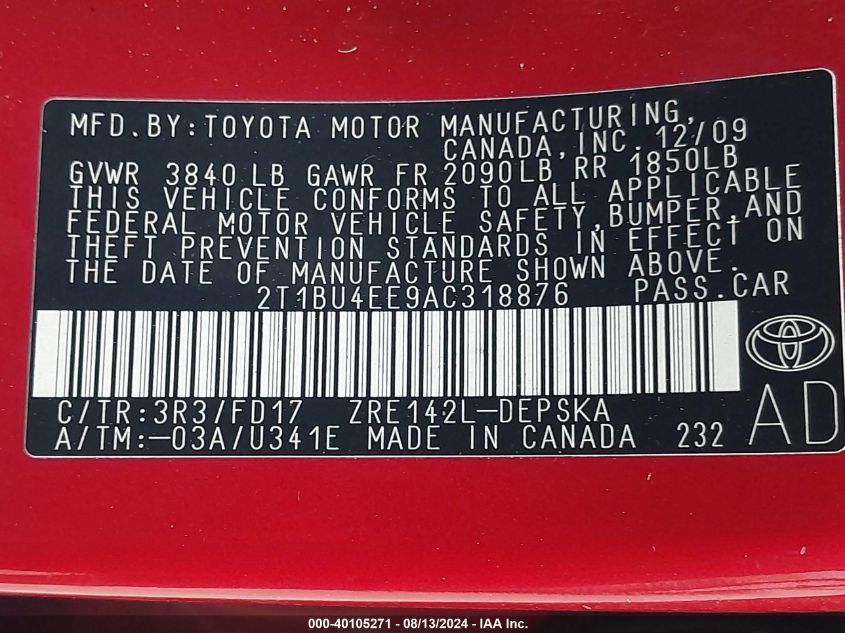 MFD.BY:TOYOTA MOTOR MANUFACTURING,
CANADA,INC. 12/09
GVWR 3840 LB GAWR FR 2090LB RR 1850LB
THIS VEHICLE CONFORMS TO ALL APPLICABLE
FEDERAL MOTOR VEHICLE SAFETY,BUMPER,AND
THEFT PREVENTION STANDARDS IN EFFECT ON
THE DATE OF MANUFACTURE SHOWN ABOVE.
2T1BU4EE9AC318876 PASS.CAR
C/TR:3R3/FD17 ZRE142L-DEPSKA
A/TM:-03A/U341E MADE IN CANADA 232
AD
000-40105271 - 08/13/2024 - IAA Inc.